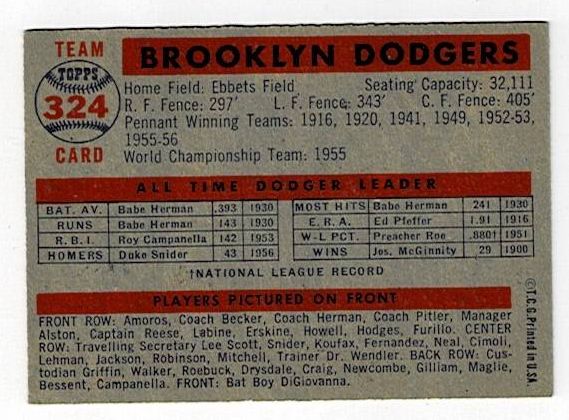 TEAM
BROOKLYN DODGERS
TOPPS
324
CARD
Home Field: Ebbets Field Seating Capacity: 32,111
R. F. Fence: 297′ L. F. Fence: 343′ C. F. Fence: 405′
Pennant Winning Teams: 1916, 1920, 1941, 1949, 1952-53,
1955-56
World Championship Team: 1955
ALL TIME DODGER LEADER
BAT. AV. Babe Herman .393 1930
RUNS Babe Herman 143 1930
R.B.I. Roy Campanella 142 1953
HOMERS Duke Snider 43 1956
MOST HITS Babe Herman 241 1930
E.R.A. Ed Pfeffer 1.91 1916
W-L PCT. Preacher Roe .880† 1951
WINS Jos. McGinnity 29 1900
†NATIONAL LEAGUE RECORD
PLAYERS PICTURED ON FRONT
FRONT ROW: Amoros, Coach Becker, Coach Herman, Coach Pitler, Manager
Alston, Captain Reese, Labine, Erskine, Howell, Hodges, Furillo. CENTER
ROW: Travelling Secretary Lee Scott, Snider, Koufax, Fernandez, Neal, Cimoli,
Lehman, Jackson, Robinson, Mitchell, Trainer Dr. Wendler. BACK ROW: Cus-
todian Griffin, Walker, Roebuck, Drysdale, Craig, Newcombe, Gilliam, Maglie,
Bessent, Campanella. FRONT: Bat Boy DiGiovanna.
©T.C.G. Printed in U.S.A.